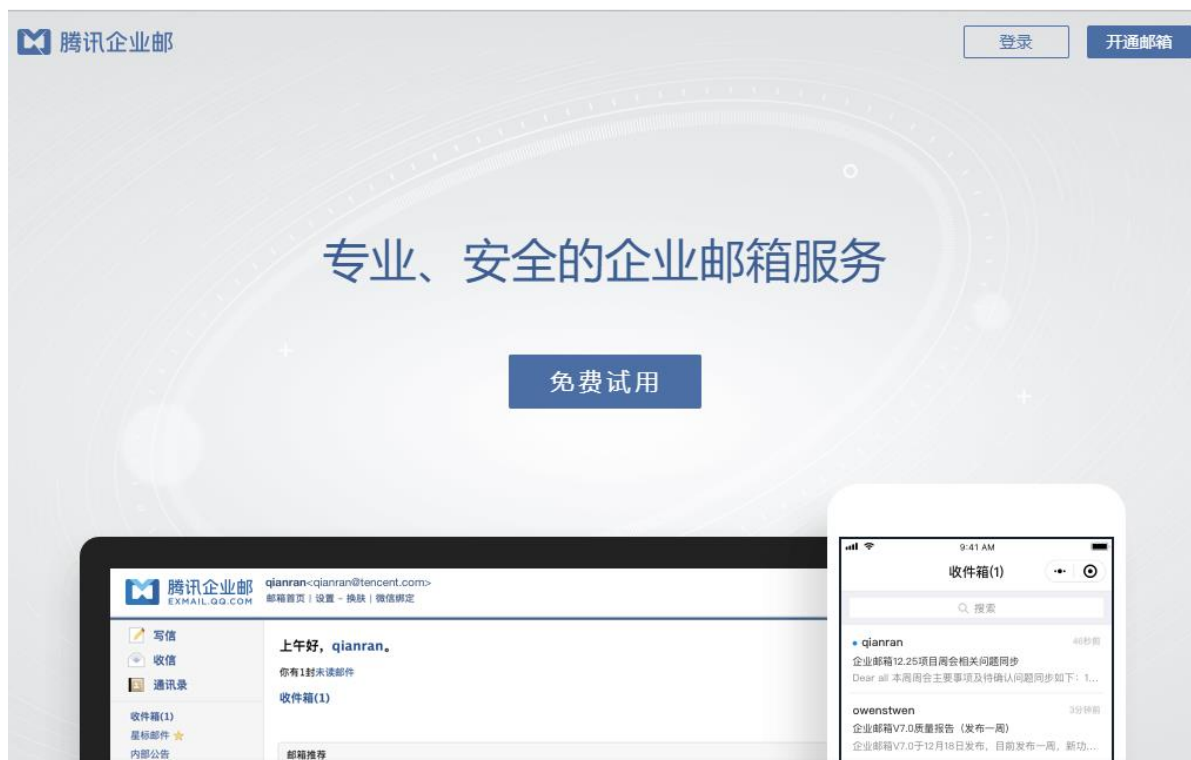 腾讯企业邮
登录
开通邮箱
专业、安全的企业邮箱服务
免费试用
腾讯企业邮
EXMAIL.QQ.COM
qianran<qianran@tencent.com>
邮箱首页 | 设置 - 换肤 | 微信绑定
写信
收信
通讯录
收件箱(1)
星标邮件
内部公告
上午好，qianran。
你有1封未读邮件
收件箱(1)
邮箱推荐
9:41 AM
收件箱(1)
搜索
qianran
46秒前
企业邮箱12.25项目周会相关问题同步
Dear all 本周周会主要事项及待确认问题同步如下：1...
owenstwen
3分钟前
企业邮箱V7.0质量报告（发布一周）
企业邮箱V7.0于12月18日发布，目前发布一周，新功...